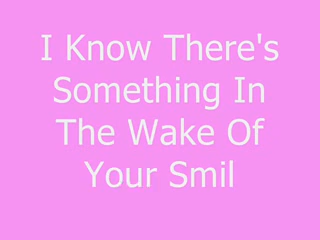 I Know There's
Something In
The Wake Of
Your Smil